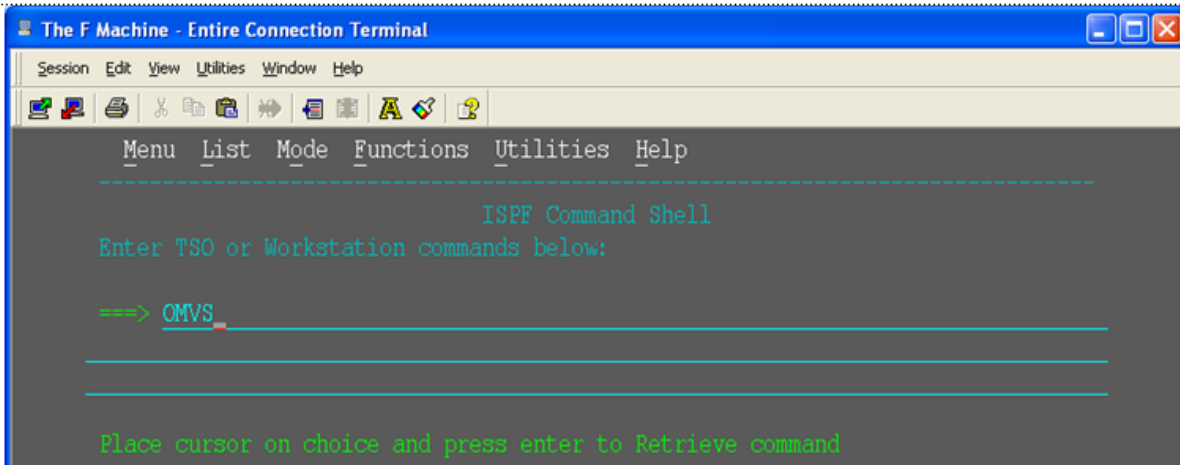 The F Machine - Entire Connection Terminal
Session Edit View Utilities Window Help
Menu List Mode Functions Utilities Help
--------------------------------------------------------------------------------
ISPF Command Shell
Enter TSO or Workstation commands below:
===> OMVS_
Place cursor on choice and press enter to Retrieve command